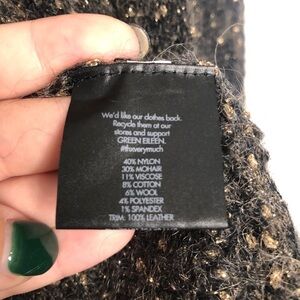 We'd like our clothes back.
Recycle them at our
stores and support
GREEN EILEEN.
#theverymuch
40% NYLON
30% MOHAIR
11% VISCOSE
8% COTTON
6% WOOL
4% POLYESTER
1% SPANDEX
TRIM: 100% LEATHER